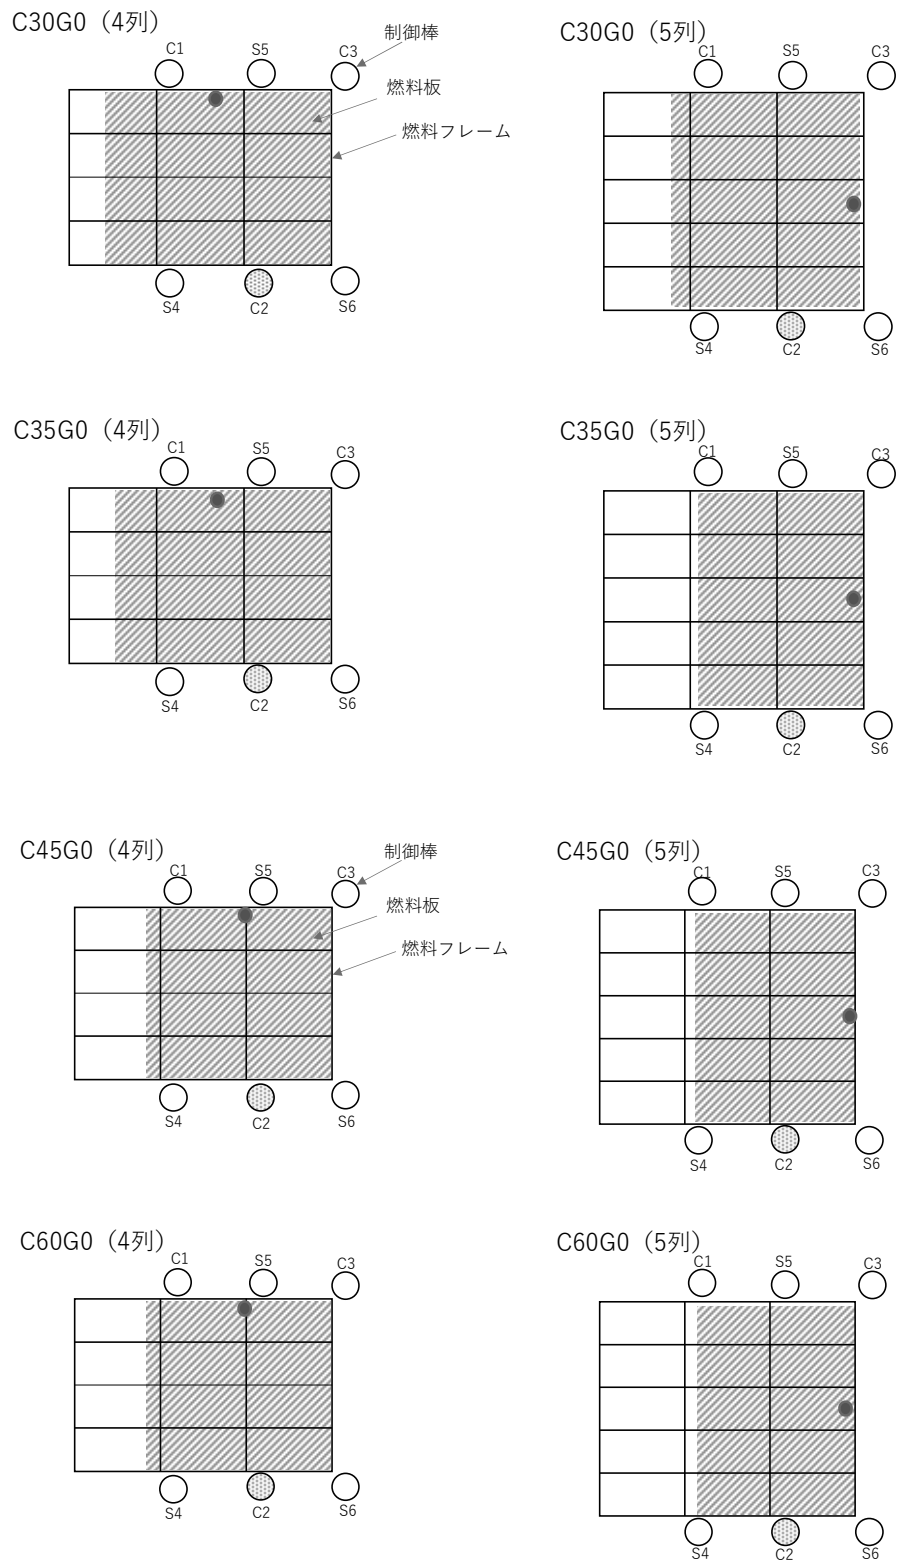 C30G0（4列）
C1
S5
C3
制御棒
燃料板
燃料フレーム
S4
C2
S6
C30G0（5列）
C1
S5
C3
S4
C2
S6
C35G0（4列）
C1
S5
C3
S4
C2
S6
C35G0（5列）
C1
S5
C3
S4
C2
S6
C45G0（4列）
C1
S5
C3
制御棒
燃料板
燃料フレーム
S4
C2
S6
C45G0（5列）
C1
S5
C3
S4
C2
S6
C60G0（4列）
C1
S5
C3
S4
C2
S6
C60G0（5列）
C1
S5
C3
S4
C2
S6